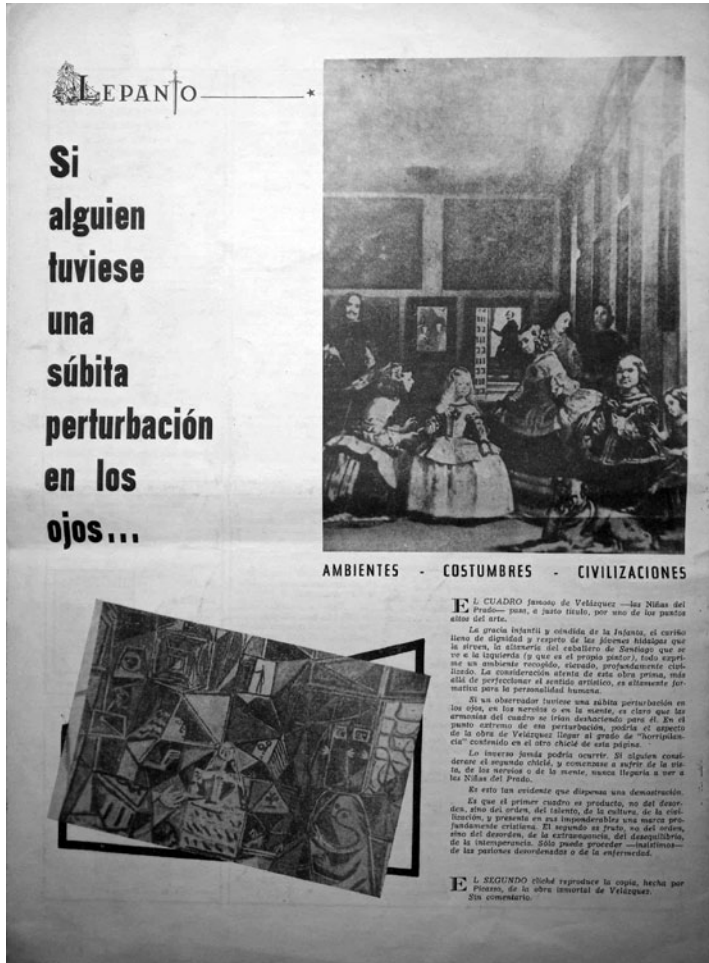 LEPANTO
Si
alguien
tuviese
una
súbita
perturbación
en los
ojos...
AMBIENTES - COSTUMBRES - CIVILIZACIONES
EL CUADRO famoso de Velázquez —las Niñas del
Prado— pasa, a justo título, por uno de los puntos
altos del arte.
La gracia infantil y cándida de la Infanta, el cariño
lleno de dignidad y respeto de las jóvenes hidalgas que
la sirven, la altanería del caballero de Santiago que se
ve a la izquierda (y que es el propio pintor), todo expri-
me un ambiente recogido, elevado, profundamente civi-
lizado. La consideración atenta de esta obra prima, más
allá de perfeccionar el sentido artístico, es altamente for-
mativa para la personalidad humana.
Si un observador tuviese una súbita perturbación en
los ojos, en los nervios o en la mente, es claro que las
armonías del cuadro se irían deshaciendo para él. En el
punto extremo de esa perturbación, podría el aspecto
de la obra de Velázquez llegar al grado de "horripilan-
cia" contenido en el otro clisé de esta página.
Lo inverso jamás podría ocurrir. Si alguien consi-
derare el segundo clisé, y comenzase a sufrir de la vis-
ta, de los nervios o de la mente, nunca llegaría a ver a
las Niñas del Prado.
Es esto tan evidente que dispensa una demostración.
Es que el primer cuadro es producto, no del desor-
den, sino del orden, del talento, de la cultura, de la civi-
lización, y presenta en sus imponderables una marca pro-
fundamente cristiana. El segundo es fruto, no del orden,
sino del desorden, de la extravagancia, del desequilibrio,
de la intemperancia. Sólo puede proceder —insistimos—
de las pasiones desordenadas o de la enfermedad.
EL SEGUNDO cliché reproduce la copia, hecha por
Picasso, de la obra inmortal de Velázquez.
Sin comentario.